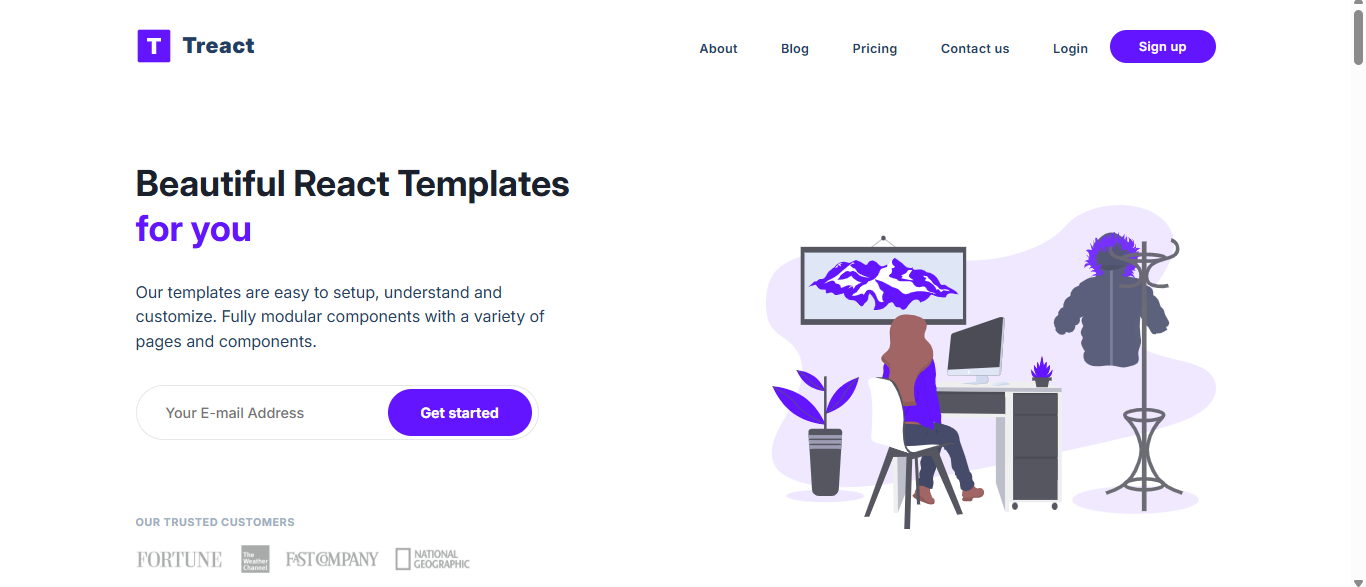 T Treact
About Blog Pricing Contact us Login Sign up
Beautiful React Templates
for you
Our templates are easy to setup, understand and
customize. Fully modular components with a variety of
pages and components.
Your E-mail Address Get started
OUR TRUSTED CUSTOMERS
FORTUNE
The
Weather
Channel
FAST COMPANY
NATIONAL
GEOGRAPHIC